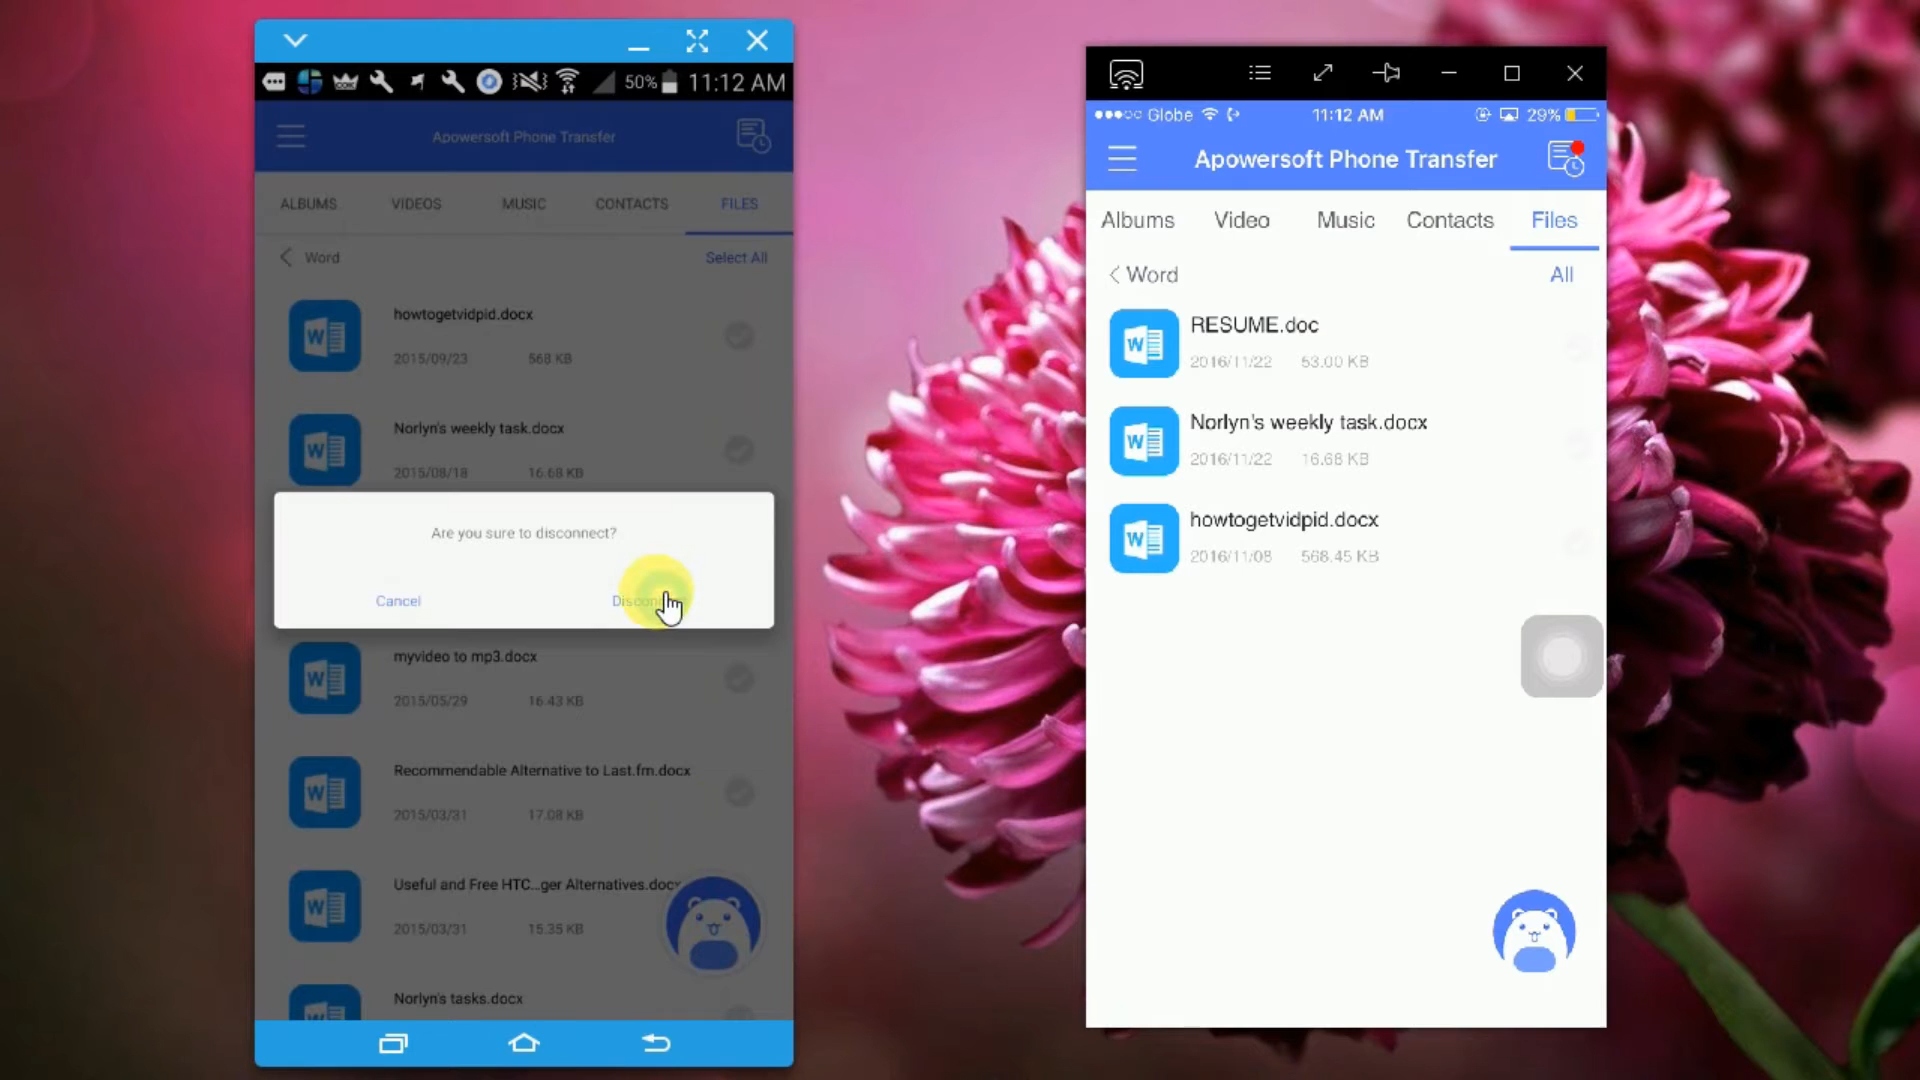 50% 11:12 AM
Apowersoft Phone Transfer
ALBUMS VIDEOS MUSIC CONTACTS FILES
Word Select All
howtogetvidpid.docx
2015/09/23 568 KB
Norlyn's weekly task.docx
2015/08/18 16.68 KB
Are you sure to disconnect?
Cancel
myvideo to mp3.docx
2015/05/29 16.43 KB
Recommendable Alternative to Last.fm.docx
2015/03/31 17.08 KB
Useful and Free HTC...ger Alternatives.docx
2015/03/31 15.35 KB
Norlyn's tasks.docx
Globe 11:12 AM 29%
Apowersoft Phone Transfer
Albums Video Music Contacts Files
Word All
W RESUME.doc
2016/11/22 53.00 KB
W Norlyn's weekly task.docx
2016/11/22 16.68 KB
W howtogetvidpid.docx
2016/11/08 568.45 KB